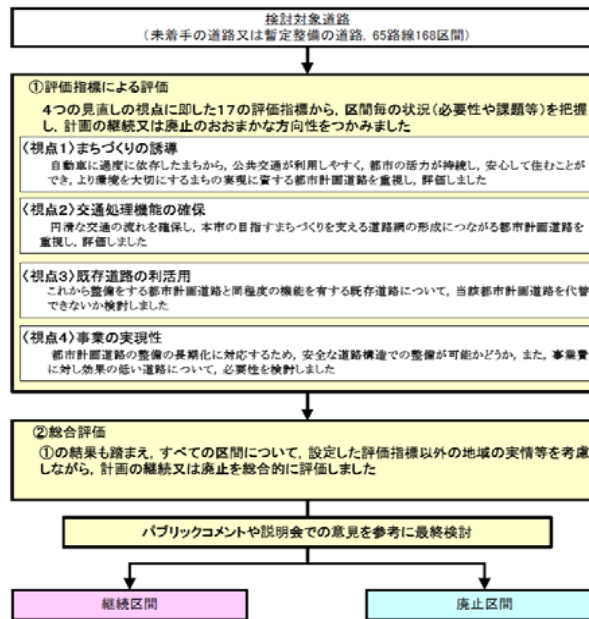 検討対象道路
(未着手の道路又は暫定整備の道路，65路線168区間)
①評価指標による評価
4つの見直しの視点に即した17の評価指標から，区間毎の状況（必要性や課題等）を把握
し，計画の継続又は廃止のおおまかな方向性をつかみました
〈視点1〉まちづくりの誘導
自動車に過度に依存したまちから，公共交通が利用しやすく，都市の活力が持続し，安心して住むことが
でき，より環境を大切にするまちの実現に資する都市計画道路を重視し，評価しました
〈視点2〉交通処理機能の確保
円滑な交通の流れを確保し，本市の目指すまちづくりを支える道路網の形成につながる都市計画道路を
重視し，評価しました
〈視点3〉既存道路の利活用
これから整備をする都市計画道路と同程度の機能を有する既存道路について，当該都市計画道路を代替
できないか検討しました
〈視点4〉事業の実現性
都市計画道路の整備の長期化に対応するため，安全な道路構造での整備が可能かどうか，また，事業費
に対し効果の低い道路について，必要性を検討しました
②総合評価
①の結果も踏まえ，すべての区間について，設定した評価指標以外の地域の実情等を考慮
しながら，計画の継続又は廃止を総合的に評価しました
パブリックコメントや説明会での意見を参考に最終検討
継続区間
廃止区間